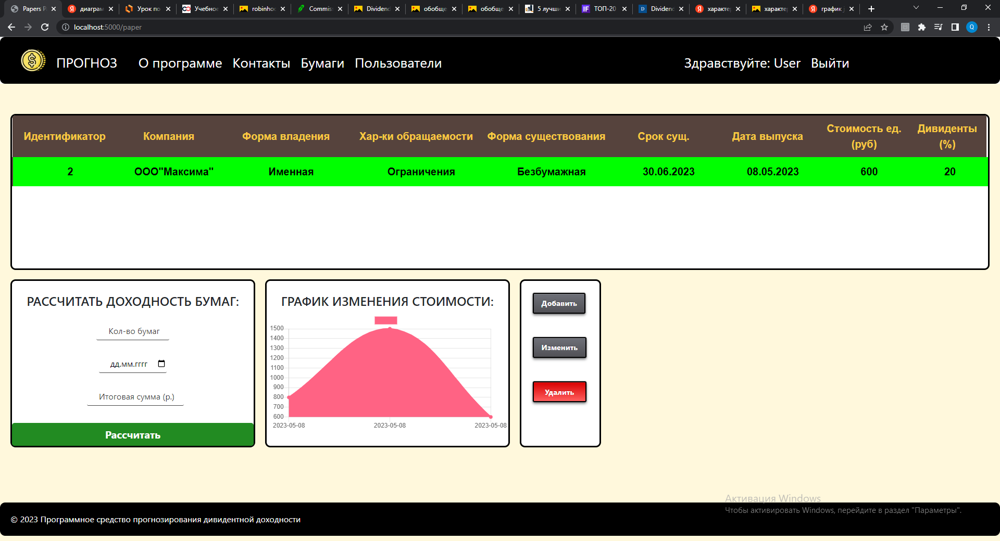 Papers P
диаграм
Урок по
Учебное
robinhoo
Commis
Dividend
обобще
обобще
5 лучши
ТОП-20
Dividend
характер
характер
график
localhost:5000/paper
Q
ПРОГНОЗ О программе Контакты Бумаги Пользователи Здравствуйте: User Выйти
Идентификатор Компания Форма владения Хар-ки обращаемости Форма существования Срок сущ. Дата выпуска Стоимость ед. (руб) Дивиденты (%)
2 ООО"Максима" Именная Ограничения Безбумажная 30.06.2023 08.05.2023 600 20
РАССЧИТАТЬ ДОХОДНОСТЬ БУМАГ:
Кол-во бумаг
дд.мм.гггг
Итоговая сумма (р.)
Рассчитать
ГРАФИК ИЗМЕНЕНИЯ СТОИМОСТИ:
1500
1400
1300
1200
1100
1000
900
800
700
600
2023-05-08 2023-05-08 2023-05-08
Добавить
Изменить
Удалить
Активация Windows
Чтобы активировать Windows, перейдите в раздел "Параметры".
© 2023 Программное средство прогнозирования дивидентной доходности